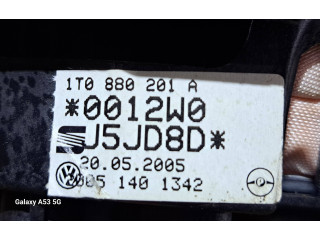 1T0 880 201 A
*0012W0
J5JD8D*
20.05.2005
005 140 1342
Galaxy A53 5G